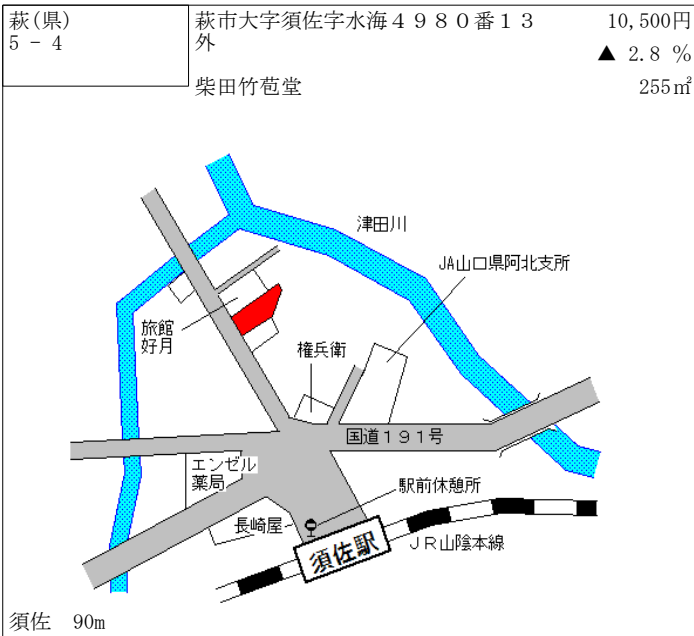 萩(県)
5 - 4
萩市大字須佐字水海４９８０番１３
外
柴田竹苞堂
10,500円
▲ 2.8 %
255㎡
津田川
JA山口県阿北支所
旅館
好月
権兵衛
国道１９１号
エンゼル
薬局
駅前休憩所
長崎屋
須佐駅
ＪＲ山陰本線
須佐 90m